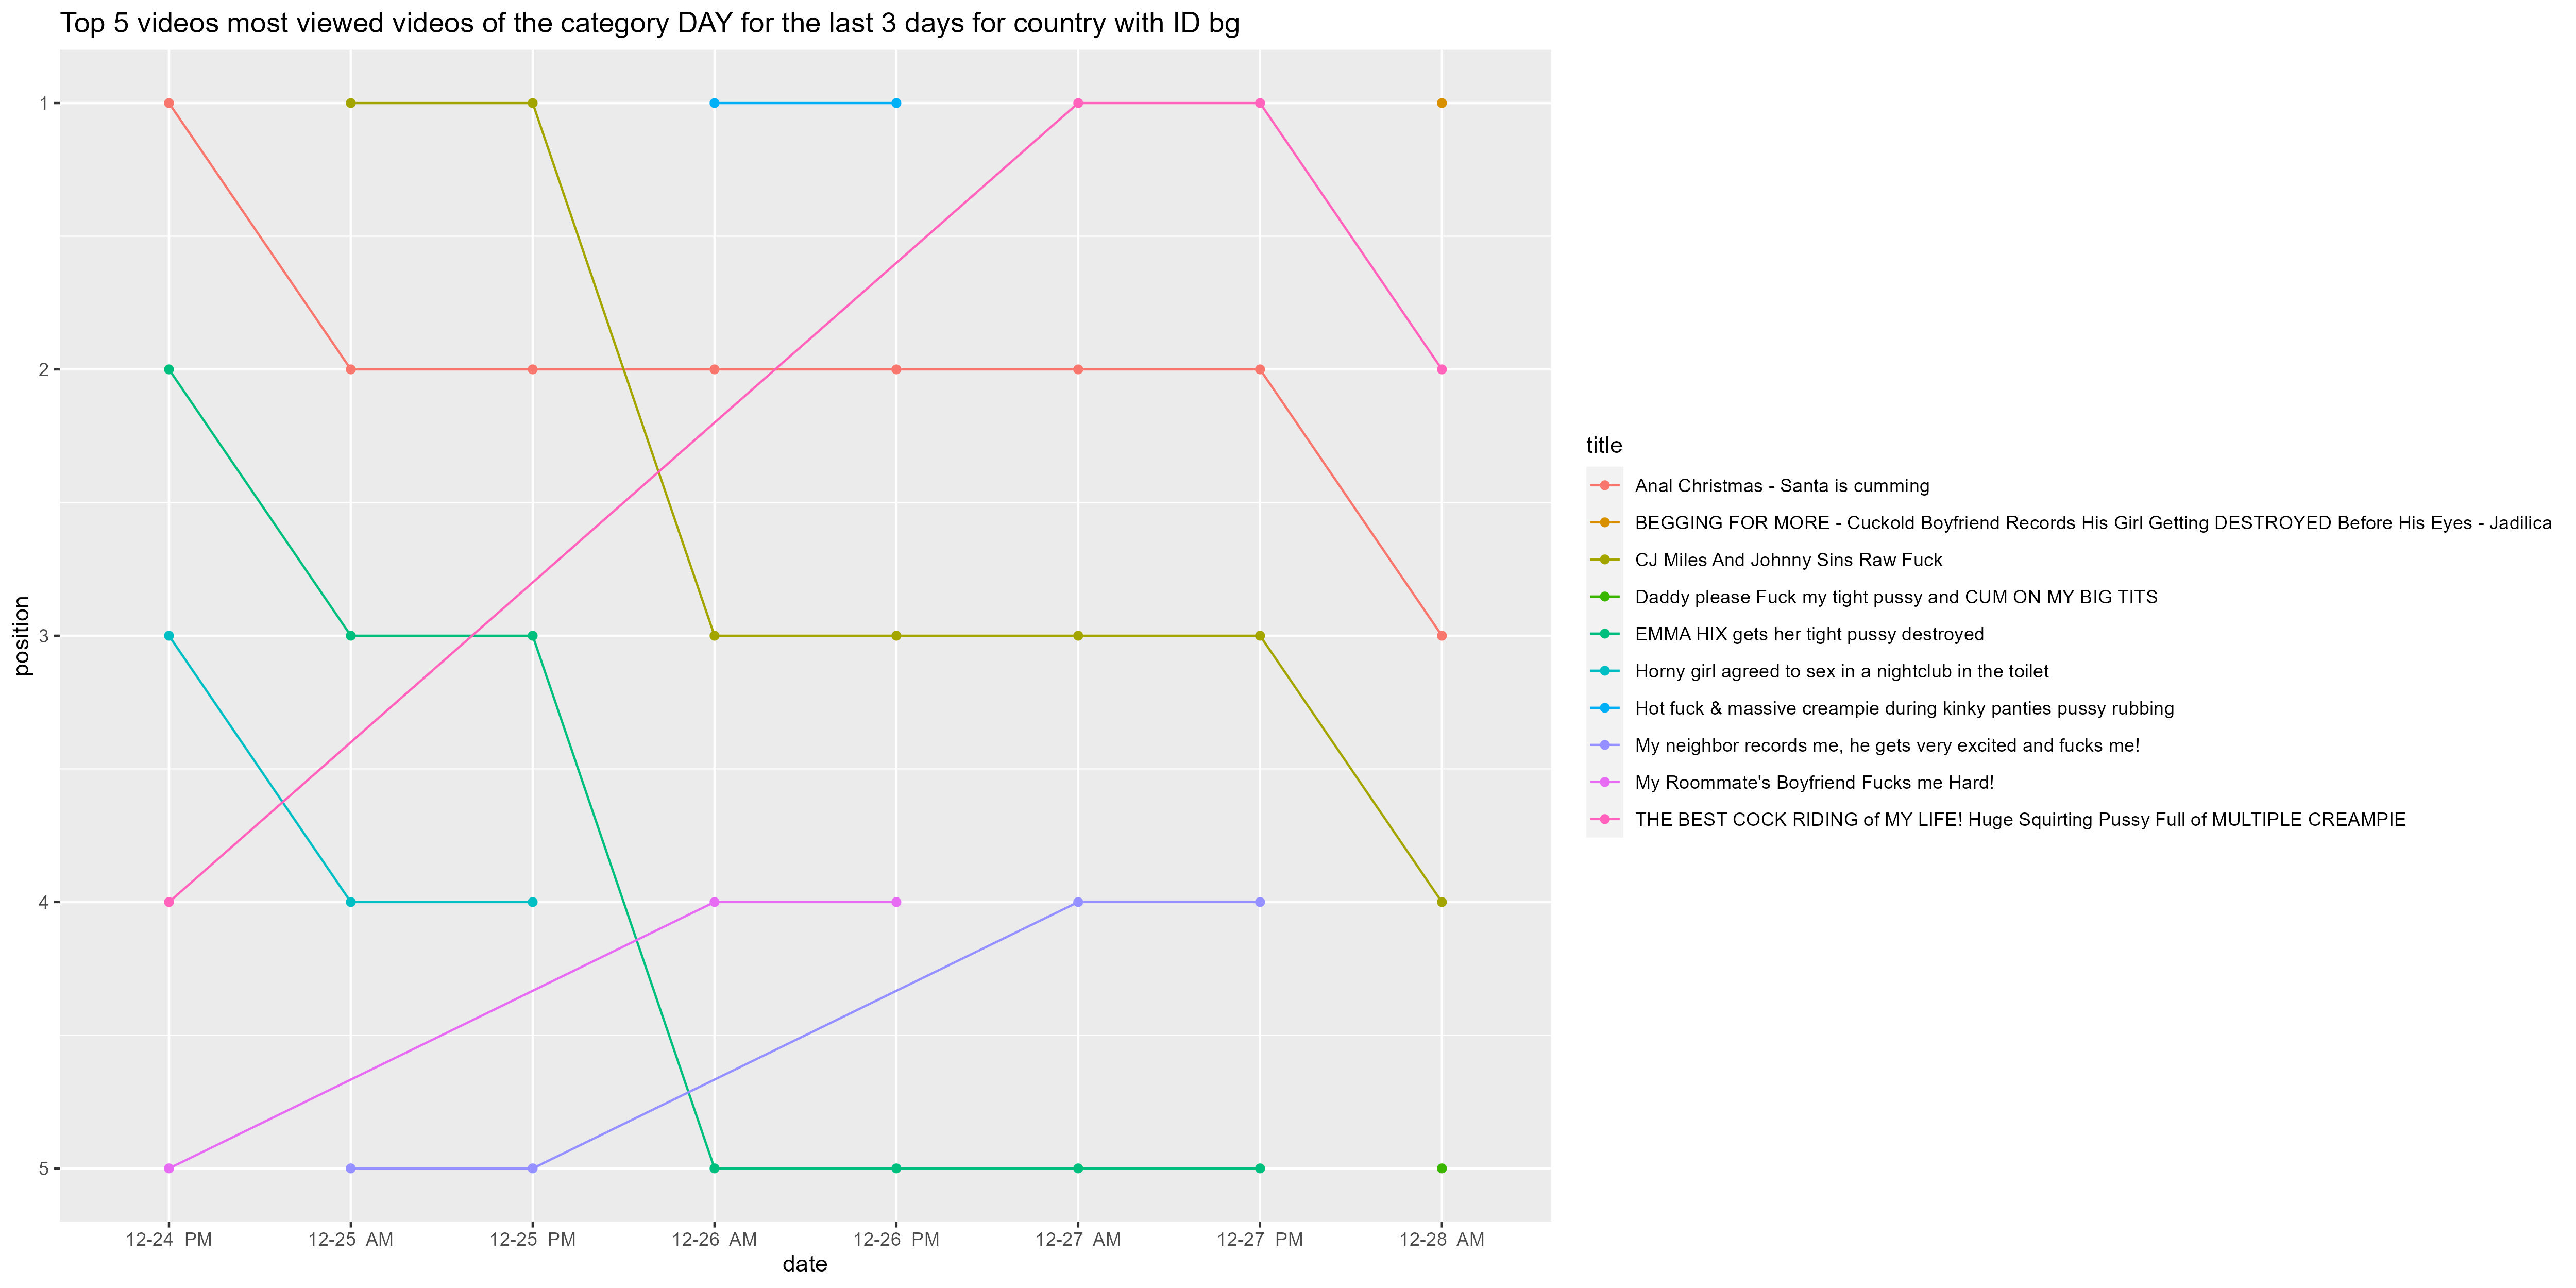 Top 5 videos most viewed videos of the category DAY for the last 3 days for country with ID bg
position
1
2
3
4
5
12-24 PM
12-25 AM
12-25 PM
12-26 AM
12-26 PM
12-27 AM
12-27 PM
12-28 AM
date
title
Anal Christmas - Santa is cumming
BEGGING FOR MORE - Cuckold Boyfriend Records His Girl Getting DESTROYED Before His Eyes - Jadilica
CJ Miles And Johnny Sins Raw Fuck
Daddy please Fuck my tight pussy and CUM ON MY BIG TITS
EMMA HIX gets her tight pussy destroyed
Horny girl agreed to sex in a nightclub in the toilet
Hot fuck & massive creampie during kinky panties pussy rubbing
My neighbor records me, he gets very excited and fucks me!
My Roommate's Boyfriend Fucks me Hard!
THE BEST COCK RIDING of MY LIFE! Huge Squirting Pussy Full of MULTIPLE CREAMPIE